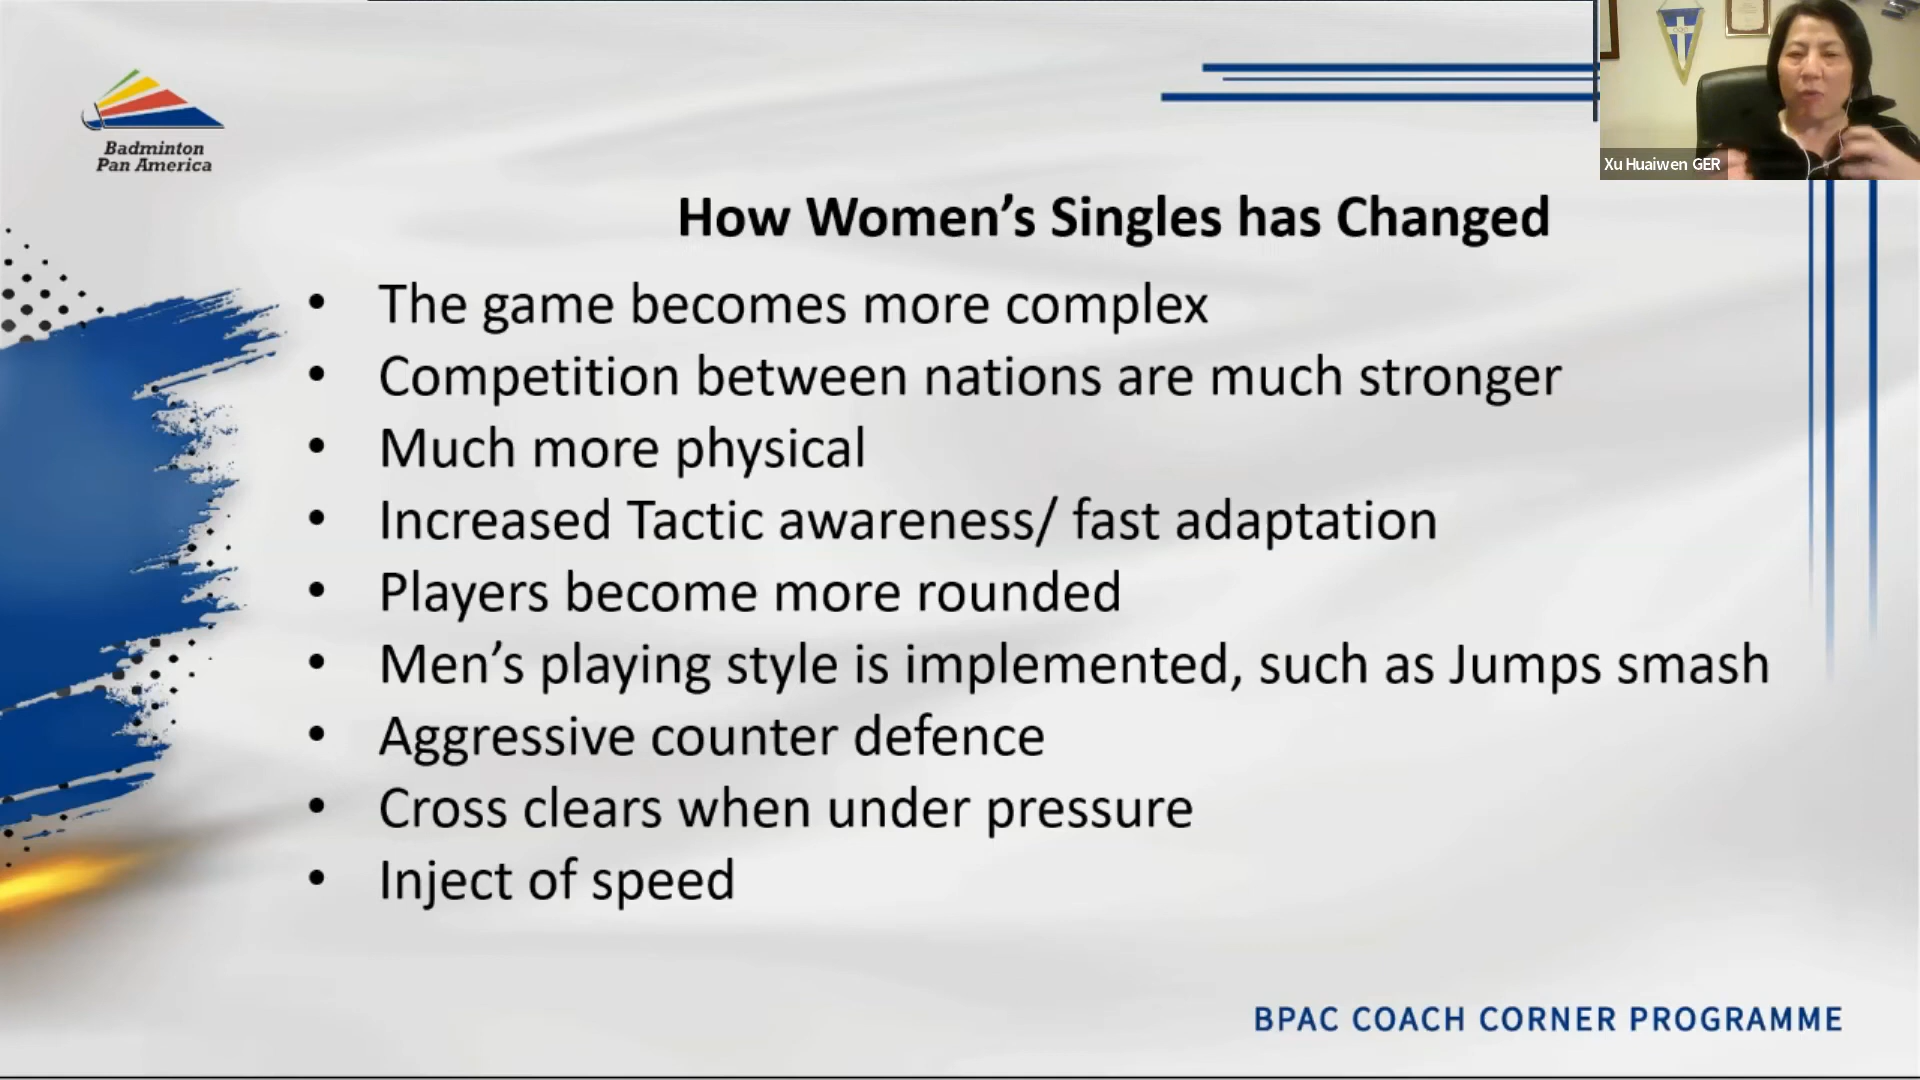 Badminton
Pan America
Xu Huaiwen GER
How Women’s Singles has Changed
• The game becomes more complex
• Competition between nations are much stronger
• Much more physical
• Increased Tactic awareness/ fast adaptation
• Players become more rounded
• Men’s playing style is implemented, such as Jumps smash
• Aggressive counter defence
• Cross clears when under pressure
• Inject of speed
BPAC COACH CORNER PROGRAMME